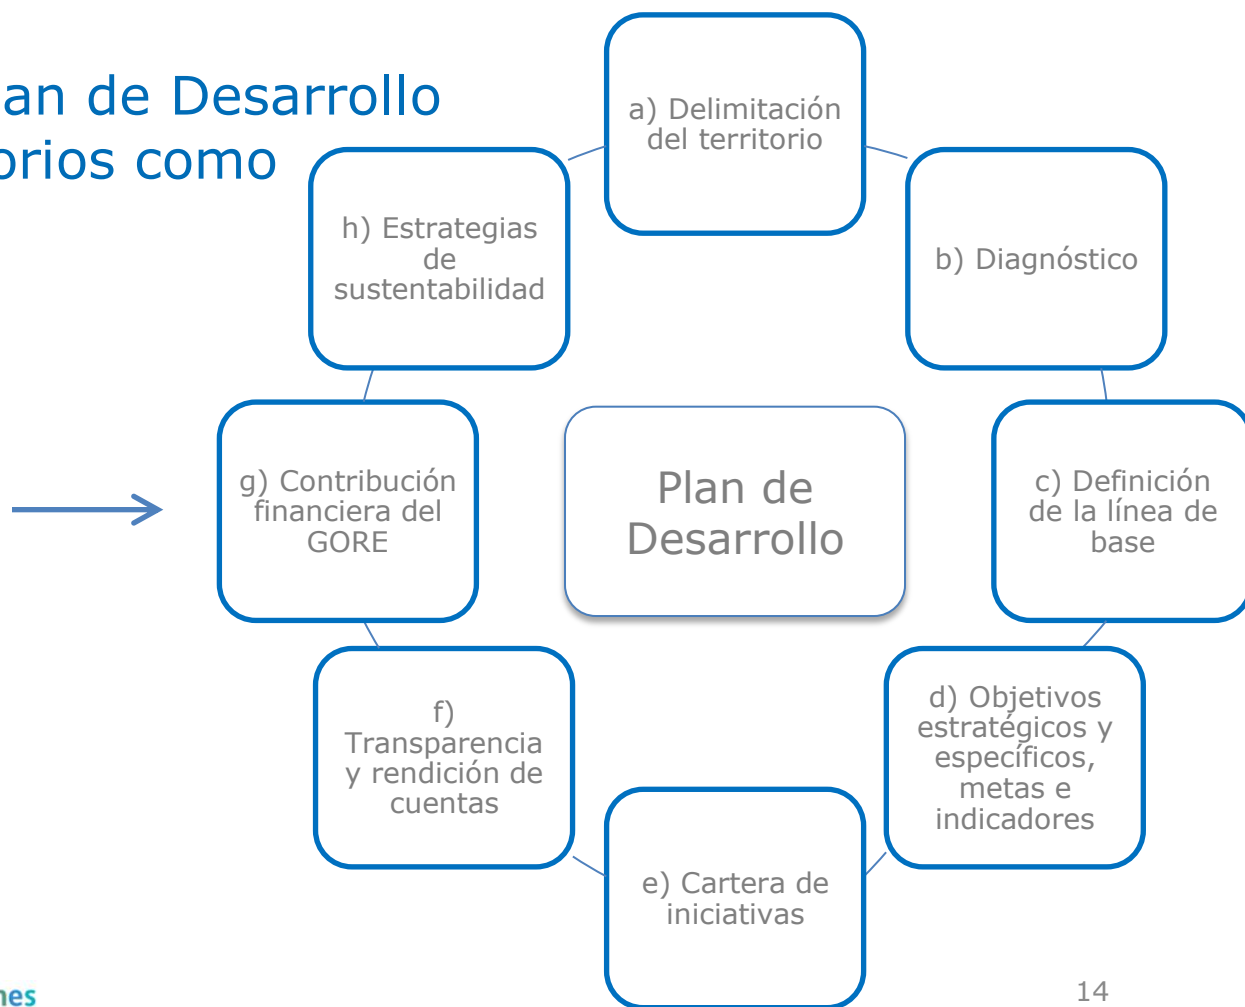 an de Desarrollo
orios como
a) Delimitación
del territorio
b) Diagnóstico
c) Definición
de la línea de
base
d) Objetivos
estratégicos y
específicos,
metas e
indicadores
e) Cartera de
iniciativas
f)
Transparencia
y rendición de
cuentas
g) Contribución
financiera del
GORE
h) Estrategias
de
sustentabilidad
Plan de
Desarrollo
nes
14